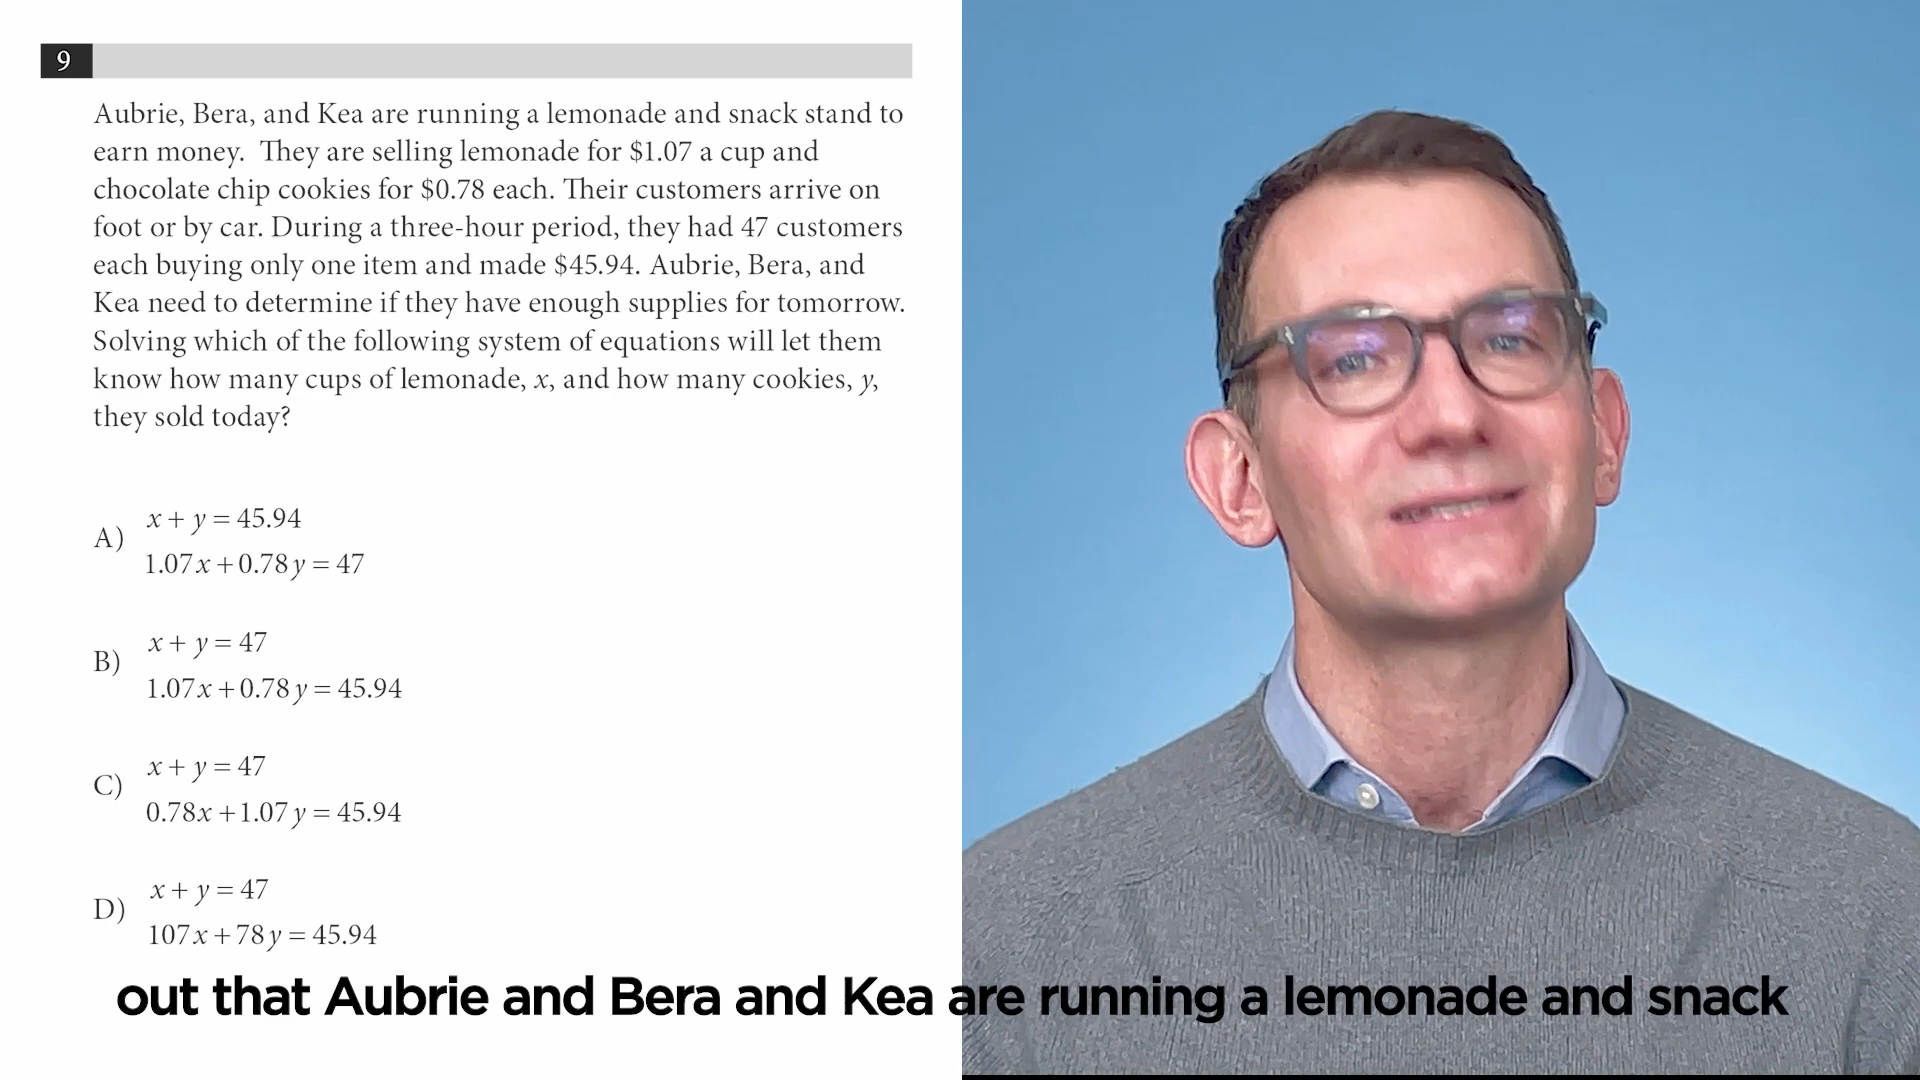 9
Aubrie, Bera, and Kea are running a lemonade and snack stand to
earn money. They are selling lemonade for $1.07 a cup and
chocolate chip cookies for $0.78 each. Their customers arrive on
foot or by car. During a three-hour period, they had 47 customers
each buying only one item and made $45.94. Aubrie, Bera, and
Kea need to determine if they have enough supplies for tomorrow.
Solving which of the following system of equations will let them
know how many cups of lemonade, x, and how many cookies, y,
they sold today?
A)
x + y = 45.94
1.07x + 0.78y = 47
B)
x + y = 47
1.07x + 0.78y = 45.94
C)
x + y = 47
0.78x + 1.07y = 45.94
D)
x + y = 47
107x + 78y = 45.94
out that Aubrie and Bera and Kea are running a lemonade and snack